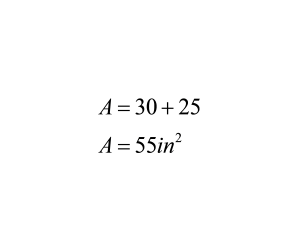 A = 30 + 25
A = 55in²